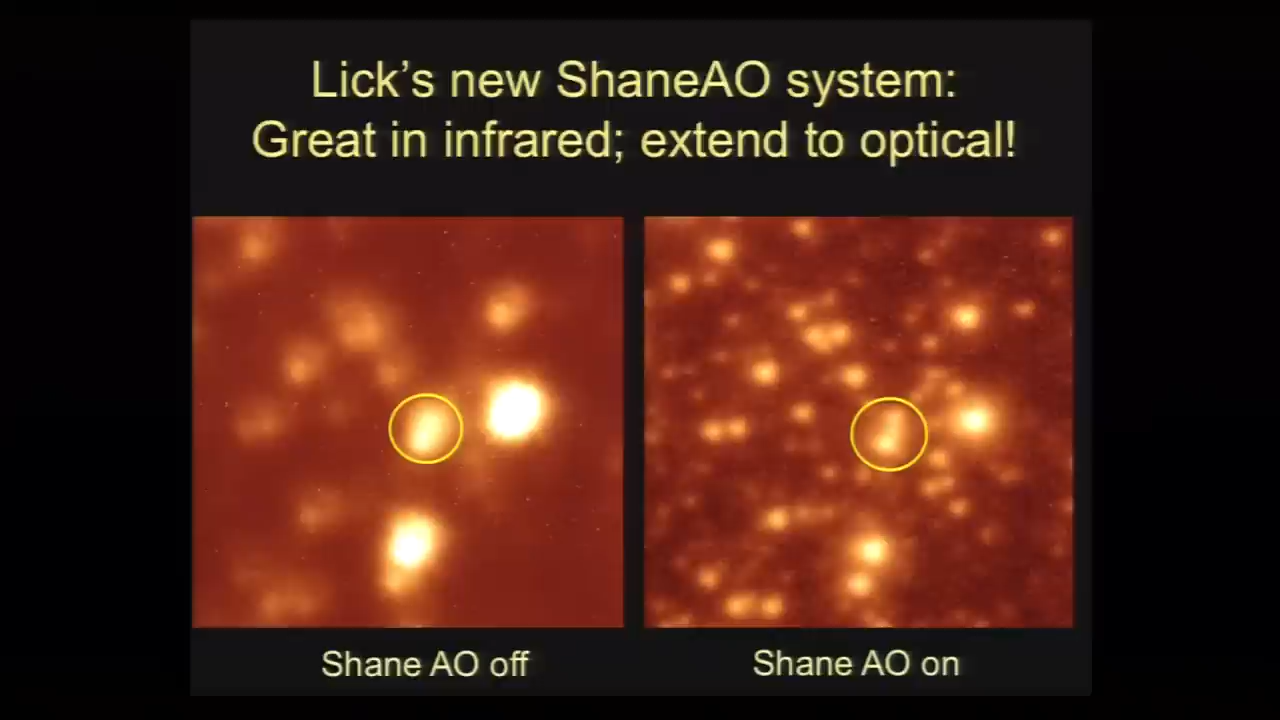 Lick’s new ShaneAO system:
Great in infrared; extend to optical!
Shane AO off
Shane AO on